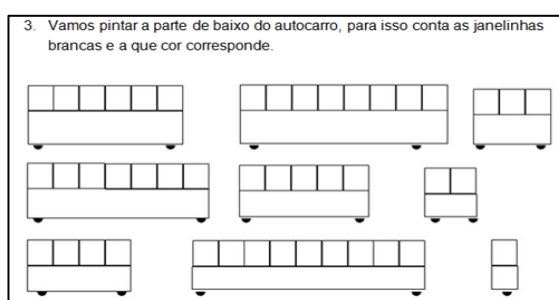 3. Vamos pintar a parte de baixo do autocarro, para isso conta as janelinhas
brancas e a que cor corresponde.